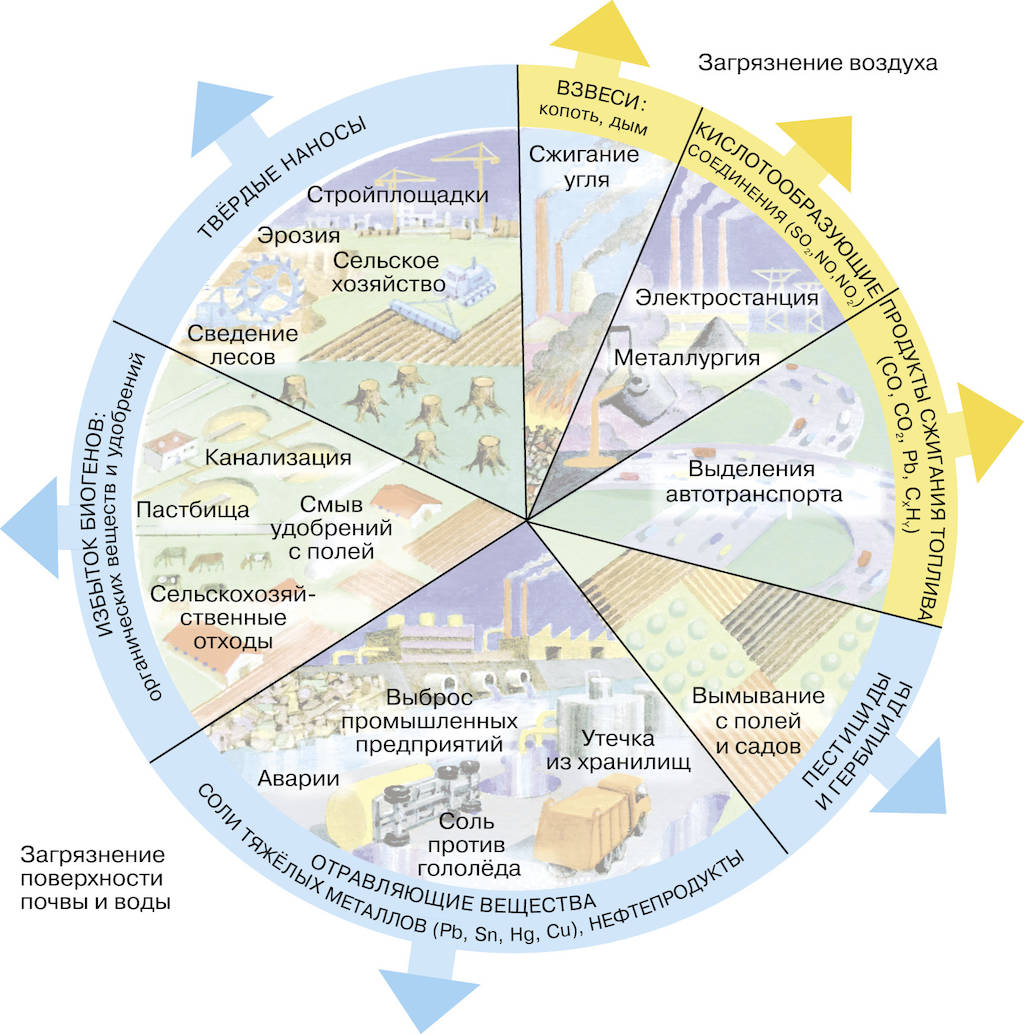 Загрязнение воздуха
ВЗВЕСИ:
копоть, дым
Сжигание
угля
КИСЛОТООБРАЗУЮЩИЕ
СОЕДИНЕНИЯ (SO₂, NO, NO₂)
Электростанция
Металлургия
ПРОДУКТЫ СЖИГАНИЯ ТОПЛИВА
(CO, CO₂, Pb, CₓHᵧ)
Выделения
автотранспорта
ПЕСТИЦИДЫ
И ГЕРБИЦИДЫ
Вымывание
с полей
и садов
ОТРАВЛЯЮЩИЕ ВЕЩЕСТВА
СОЛИ ТЯЖЁЛЫХ МЕТАЛЛОВ (Pb, Sn, Hg, Cu), НЕФТЕПРОДУКТЫ
Выброс
промышленных
предприятий
Утечка
из хранилищ
Аварии
Соль
против
гололёда
ИЗБЫТОК БИОГЕНОВ:
органических веществ и удобрений
Канализация
Пастбища
Смыв
удобрений
с полей
Сельскохозяй-
ственные
отходы
ТВЁРДЫЕ НАНОСЫ
Стройплощадки
Эрозия
Сельское
хозяйство
Сведение
лесов
Загрязнение
поверхности
почвы и воды